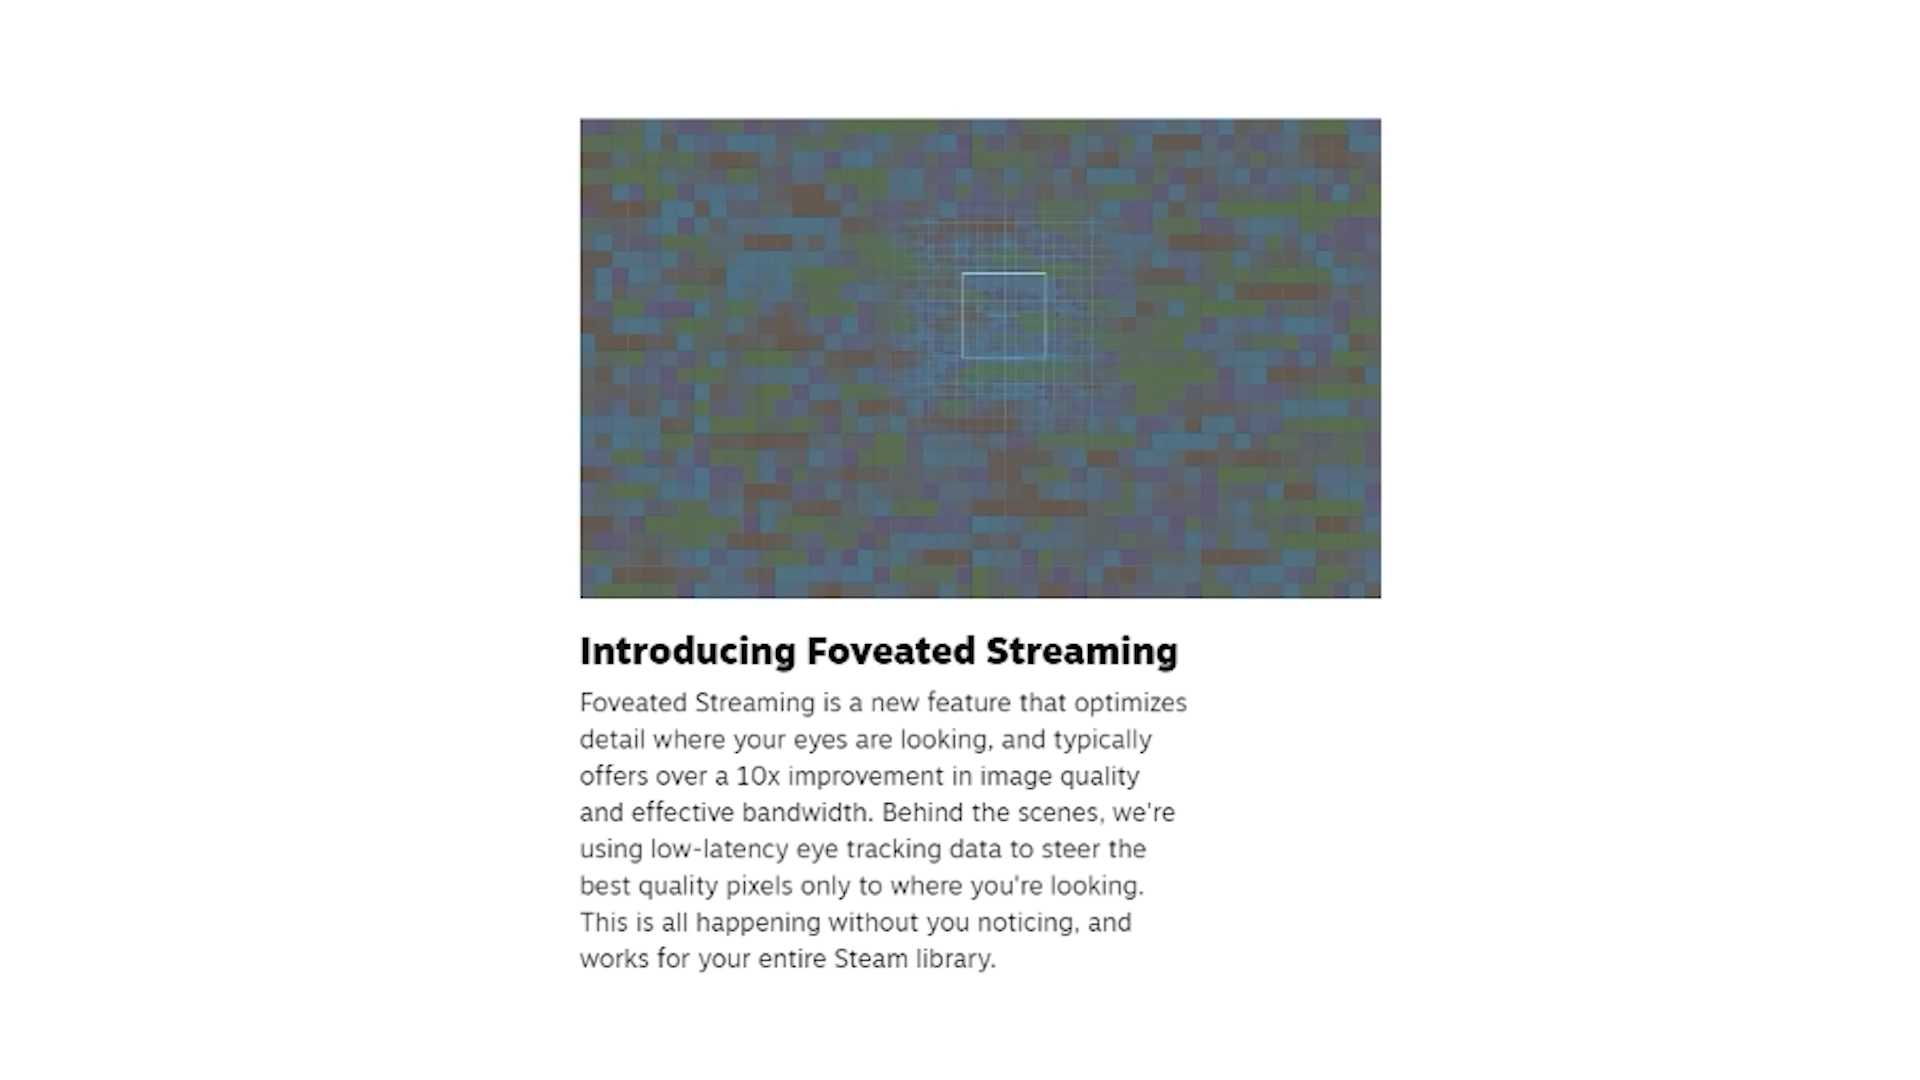 Introducing Foveated Streaming
Foveated Streaming is a new feature that optimizes
detail where your eyes are looking, and typically
offers over a 10x improvement in image quality
and effective bandwidth. Behind the scenes, we're
using low-latency eye tracking data to steer the
best quality pixels only to where you're looking.
This is all happening without you noticing, and
works for your entire Steam library.